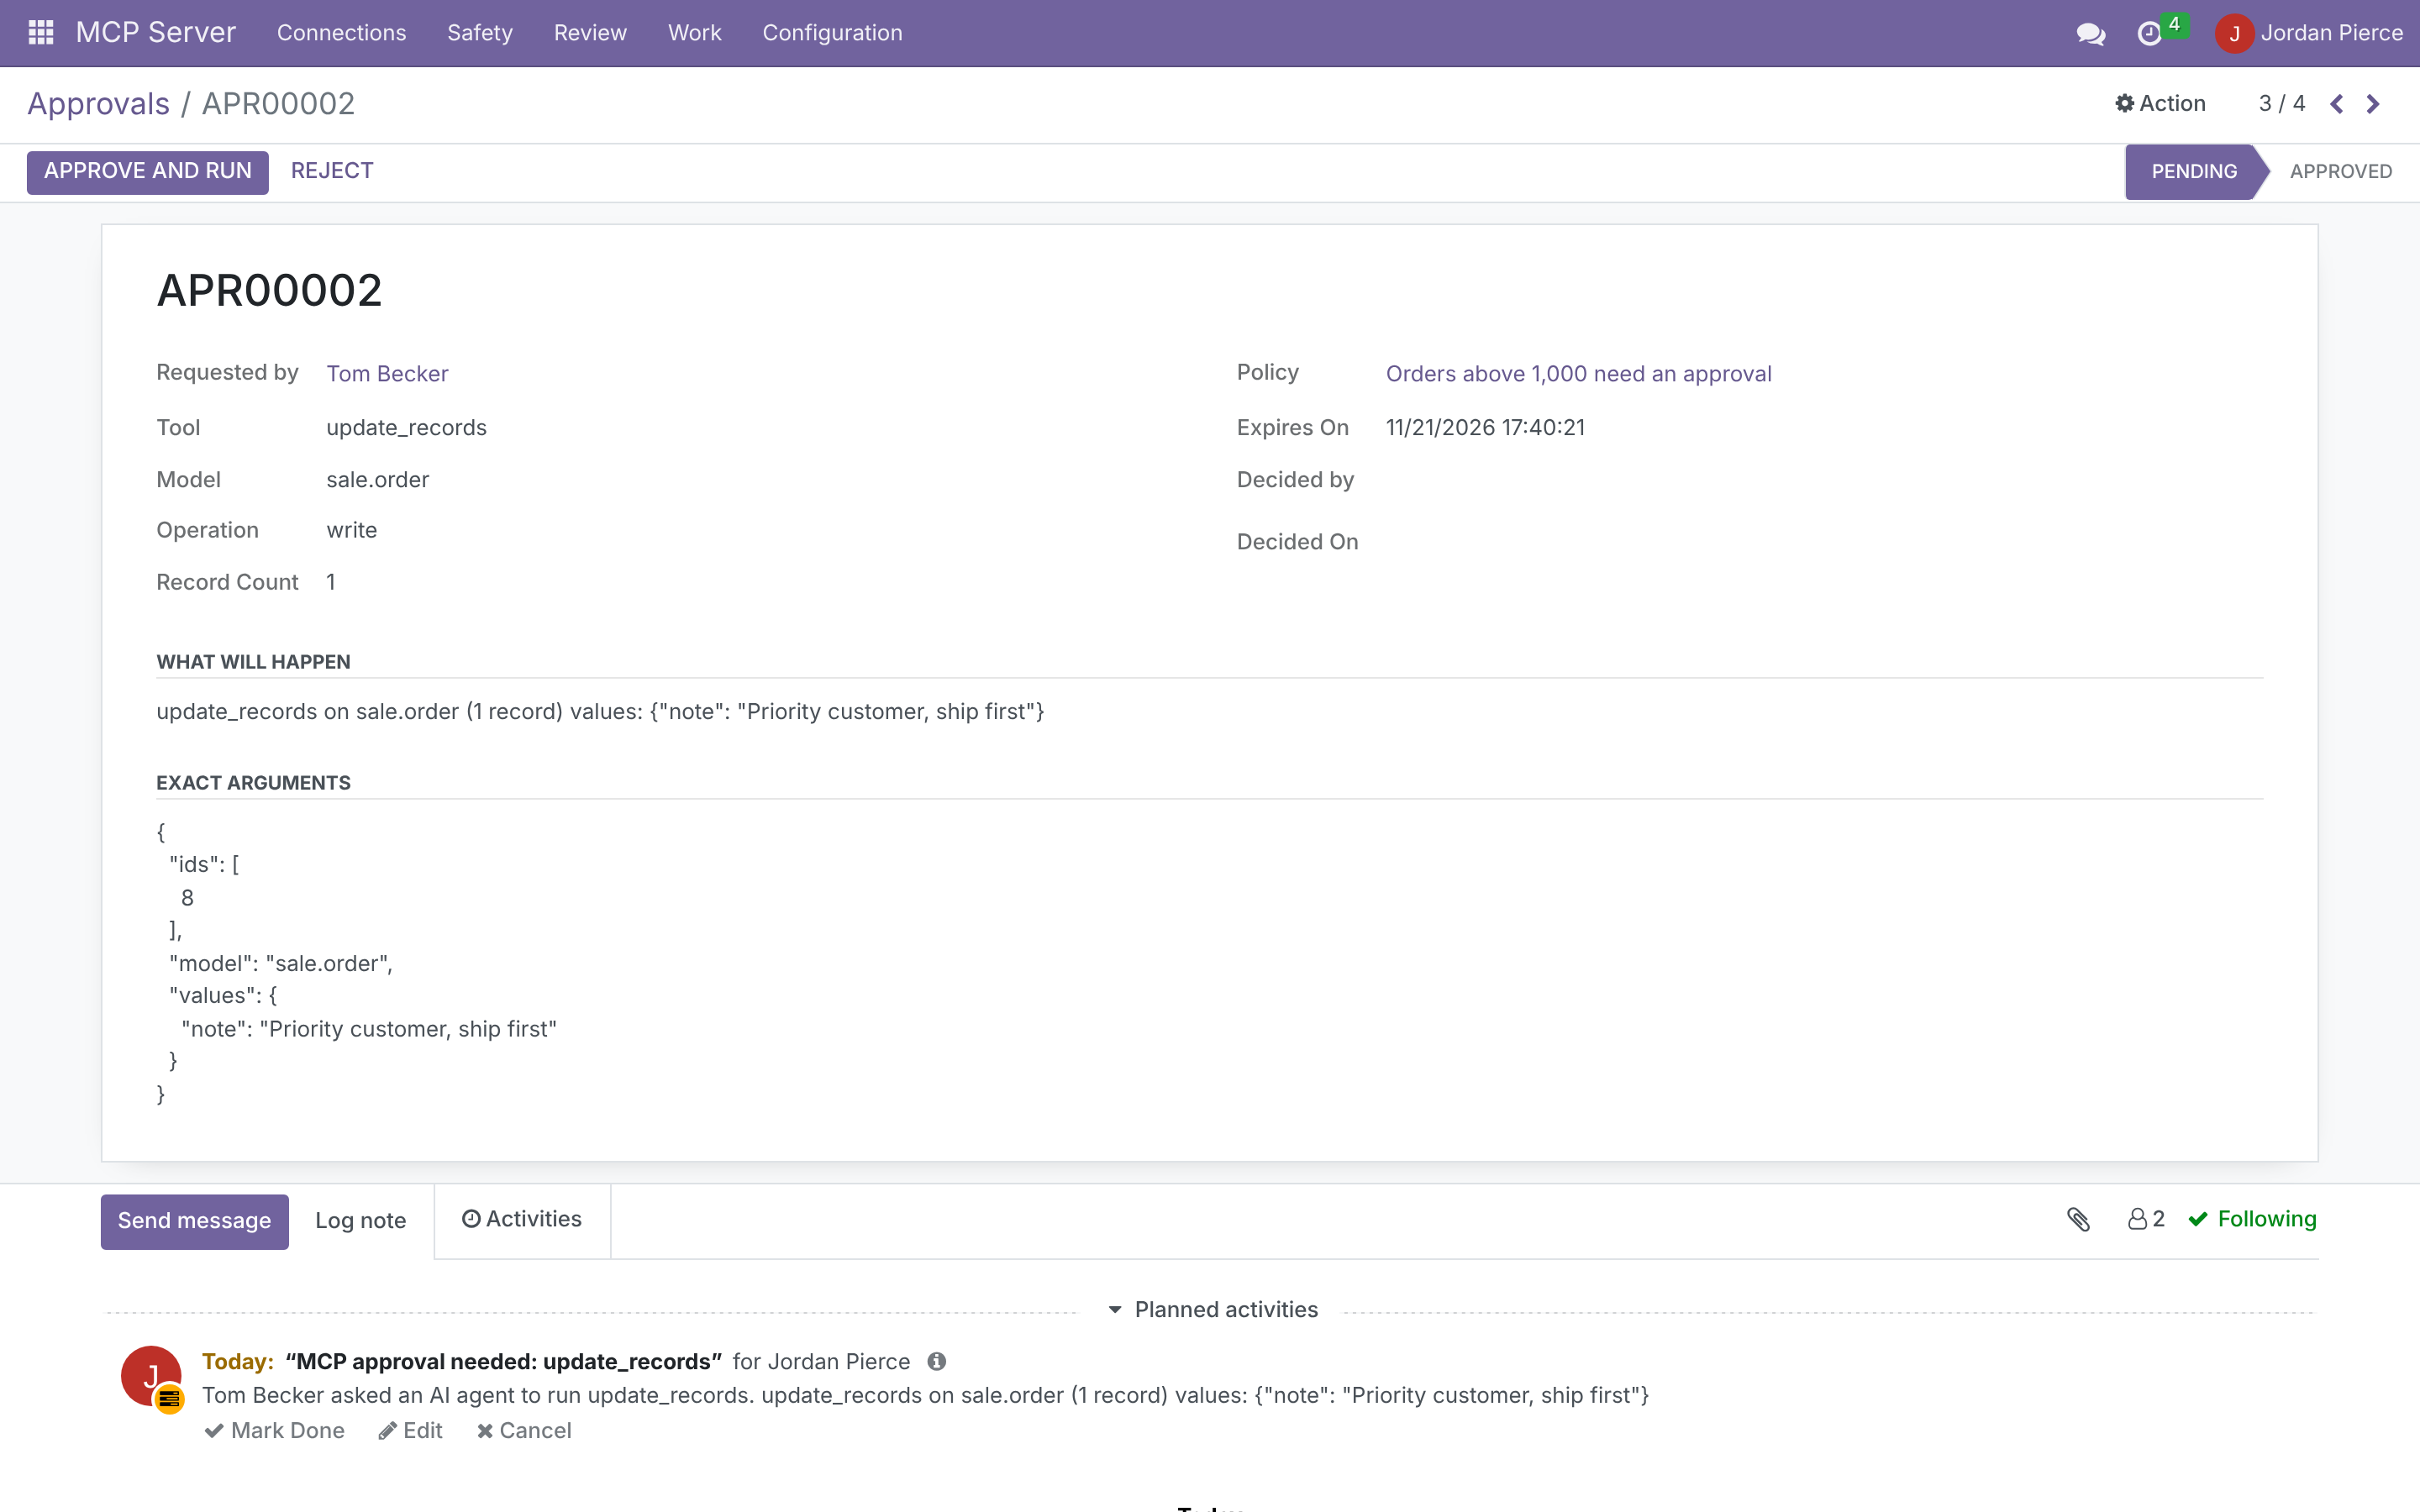 MCP Server Connections Safety Review Work Configuration 4 J Jordan Pierce
Approvals / APR00002 Action 3 / 4
APPROVE AND RUN REJECT PENDING APPROVED
APR00002
Requested by Tom Becker Policy Orders above 1,000 need an approval
Tool update_records Expires On 11/21/2026 17:40:21
Model sale.order Decided by
Operation write Decided On
Record Count 1
WHAT WILL HAPPEN
update_records on sale.order (1 record) values: {"note": "Priority customer, ship first"}
EXACT ARGUMENTS
{
"ids": [
8
],
"model": "sale.order",
"values": {
"note": "Priority customer, ship first"
}
}
Send message Log note Activities 2 Following
Planned activities
J Today: “MCP approval needed: update_records” for Jordan Pierce
Tom Becker asked an AI agent to run update_records. update_records on sale.order (1 record) values: {"note": "Priority customer, ship first"}
Mark Done Edit Cancel